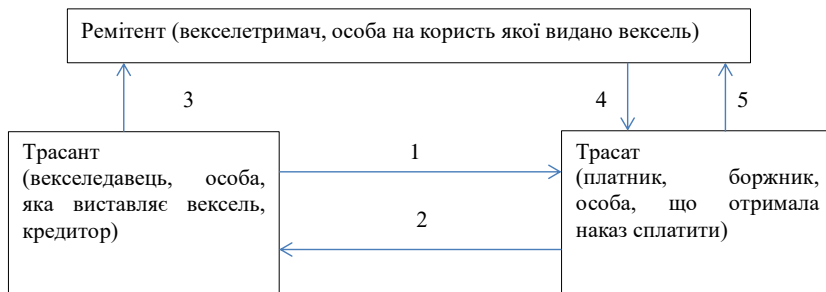 Ремітент (векселетримач, особа на користь якої видано вексель)
3
4
5
Трасант
(векселедавець, особа,
яка виставляє вексель,
кредитор)
1
2
Трасат
(платник, боржник,
особа, що отримала
наказ сплатити)